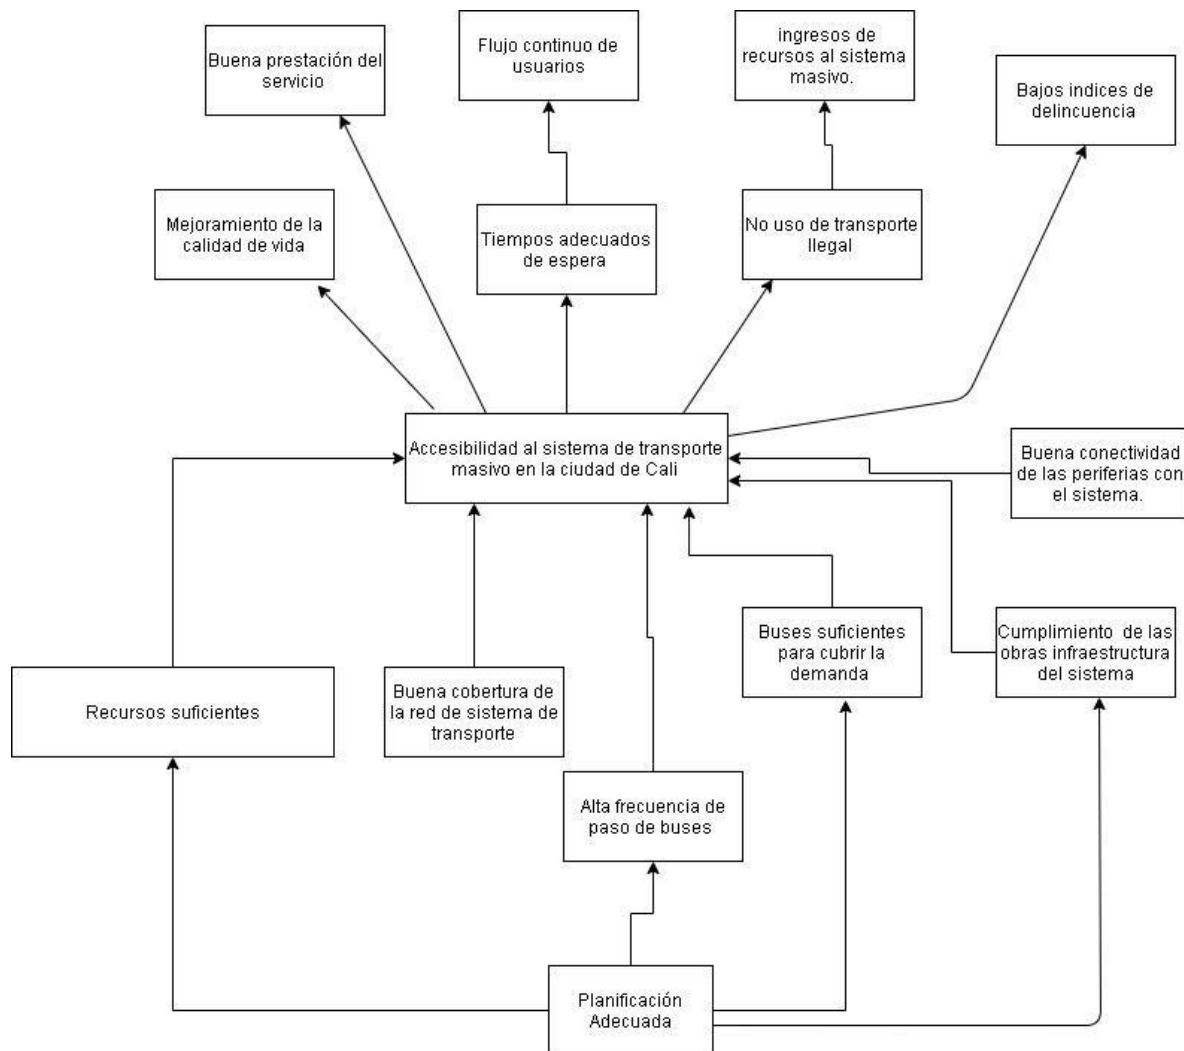 Buena prestación del
servicio
Flujo continuo de
usuarios
ingresos de
recursos al sistema
masivo.
Bajos indices de
delincuencia
Mejoramiento de la
calidad de vida
Tiempos adecuados
de espera
No uso de transporte
Ilegal
Accesibilidad al sistema de transporte
masivo en la ciudad de Cali
Buena conectividad
de las periferias con
el sistema.
Recursos suficientes
Buena cobertura de
la red de sistema de
transporte
Buses suficientes
para cubrir la
demanda
Cumplimiento de las
obras infraestructura
del sistema
Alta frecuencia de
paso de buses
Planificación
Adecuada